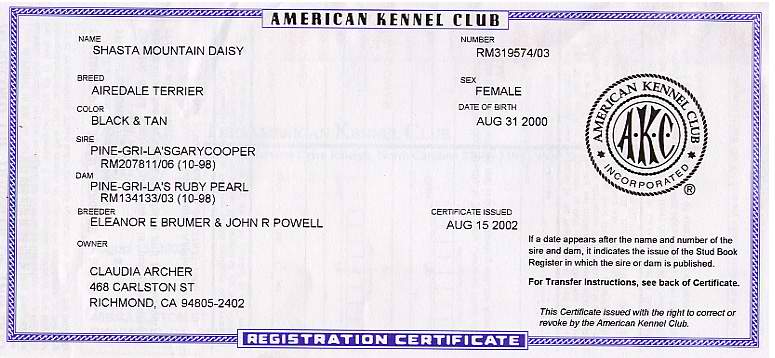 AMERICAN KENNEL CLUB
NAME
SHASTA MOUNTAIN DAISY
NUMBER
RM319574/03
BREED
AIREDALE TERRIER
SEX
FEMALE
COLOR
BLACK & TAN
DATE OF BIRTH
AUG 31 2000
SIRE
PINE-GRI-LA'SGARYCOOPER
RM207811/06 (10-98)
DAM
PINE-GRI-LA'S RUBY PEARL
RM134133/03 (10-98)
BREEDER
ELEANOR E BRUMER & JOHN R POWELL
CERTIFICATE ISSUED
AUG 15 2002
OWNER
CLAUDIA ARCHER
468 CARLSTON ST
RICHMOND, CA 94805-2402
AMERICAN KENNEL CLUB
A·K·C
INCORPORATED
®
If a date appears after the name and number of the
sire and dam, it indicates the issue of the Stud Book
Register in which the sire or dam is published.
For Transfer Instructions, see back of Certificate.
This Certificate issued with the right to correct or
revoke by the American Kennel Club.
REGISTRATION CERTIFICATE